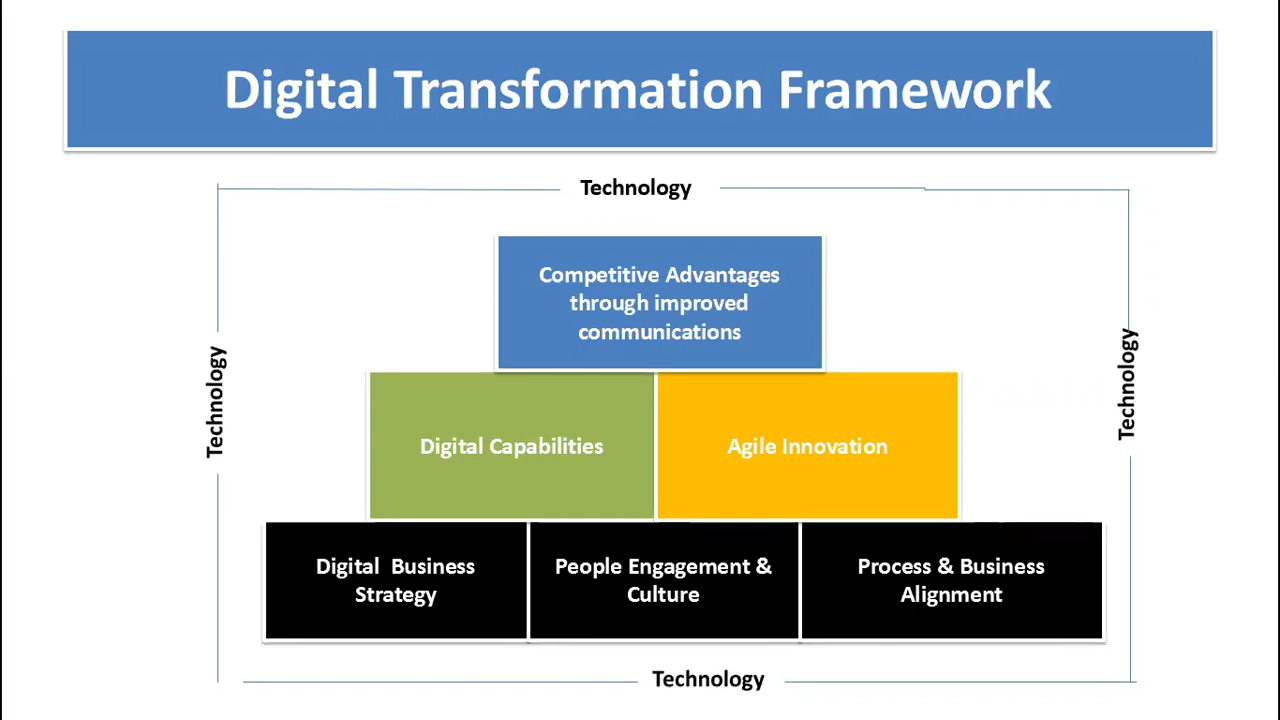 Digital Transformation Framework
Technology
Competitive Advantages
through improved
communications
Technology
Technology
Digital Capabilities
Agile Innovation
Digital  Business
Strategy
People Engagement &
Culture
Process & Business
Alignment
Technology